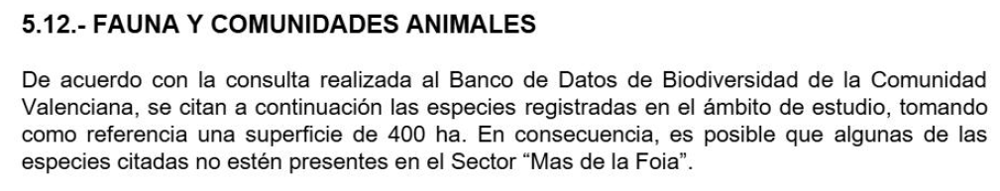 5.12.- FAUNA Y COMUNIDADES ANIMALES
De acuerdo con la consulta realizada al Banco de Datos de Biodiversidad de la Comunidad
Valenciana, se citan a continuación las especies registradas en el ámbito de estudio, tomando
como referencia una superficie de 400 ha. En consecuencia, es posible que algunas de las
especies citadas no estén presentes en el Sector “Mas de la Foia”.